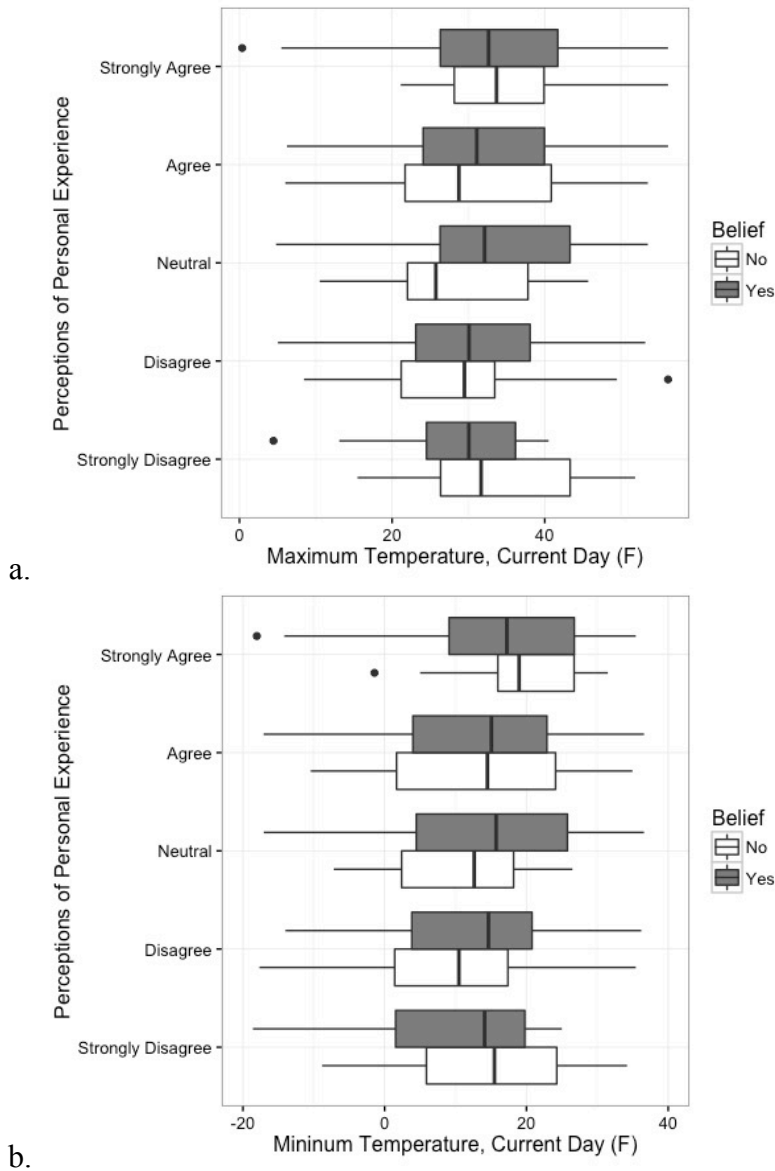 Perceptions of Personal Experience
Strongly Agree
Agree
Neutral
Disagree
Strongly Disagree
0 20 40
Maximum Temperature, Current Day (F)
Belief
No
Yes
a.
Perceptions of Personal Experience
Strongly Agree
Agree
Neutral
Disagree
Strongly Disagree
-20 0 20 40
Mininum Temperature, Current Day (F)
Belief
No
Yes
b.